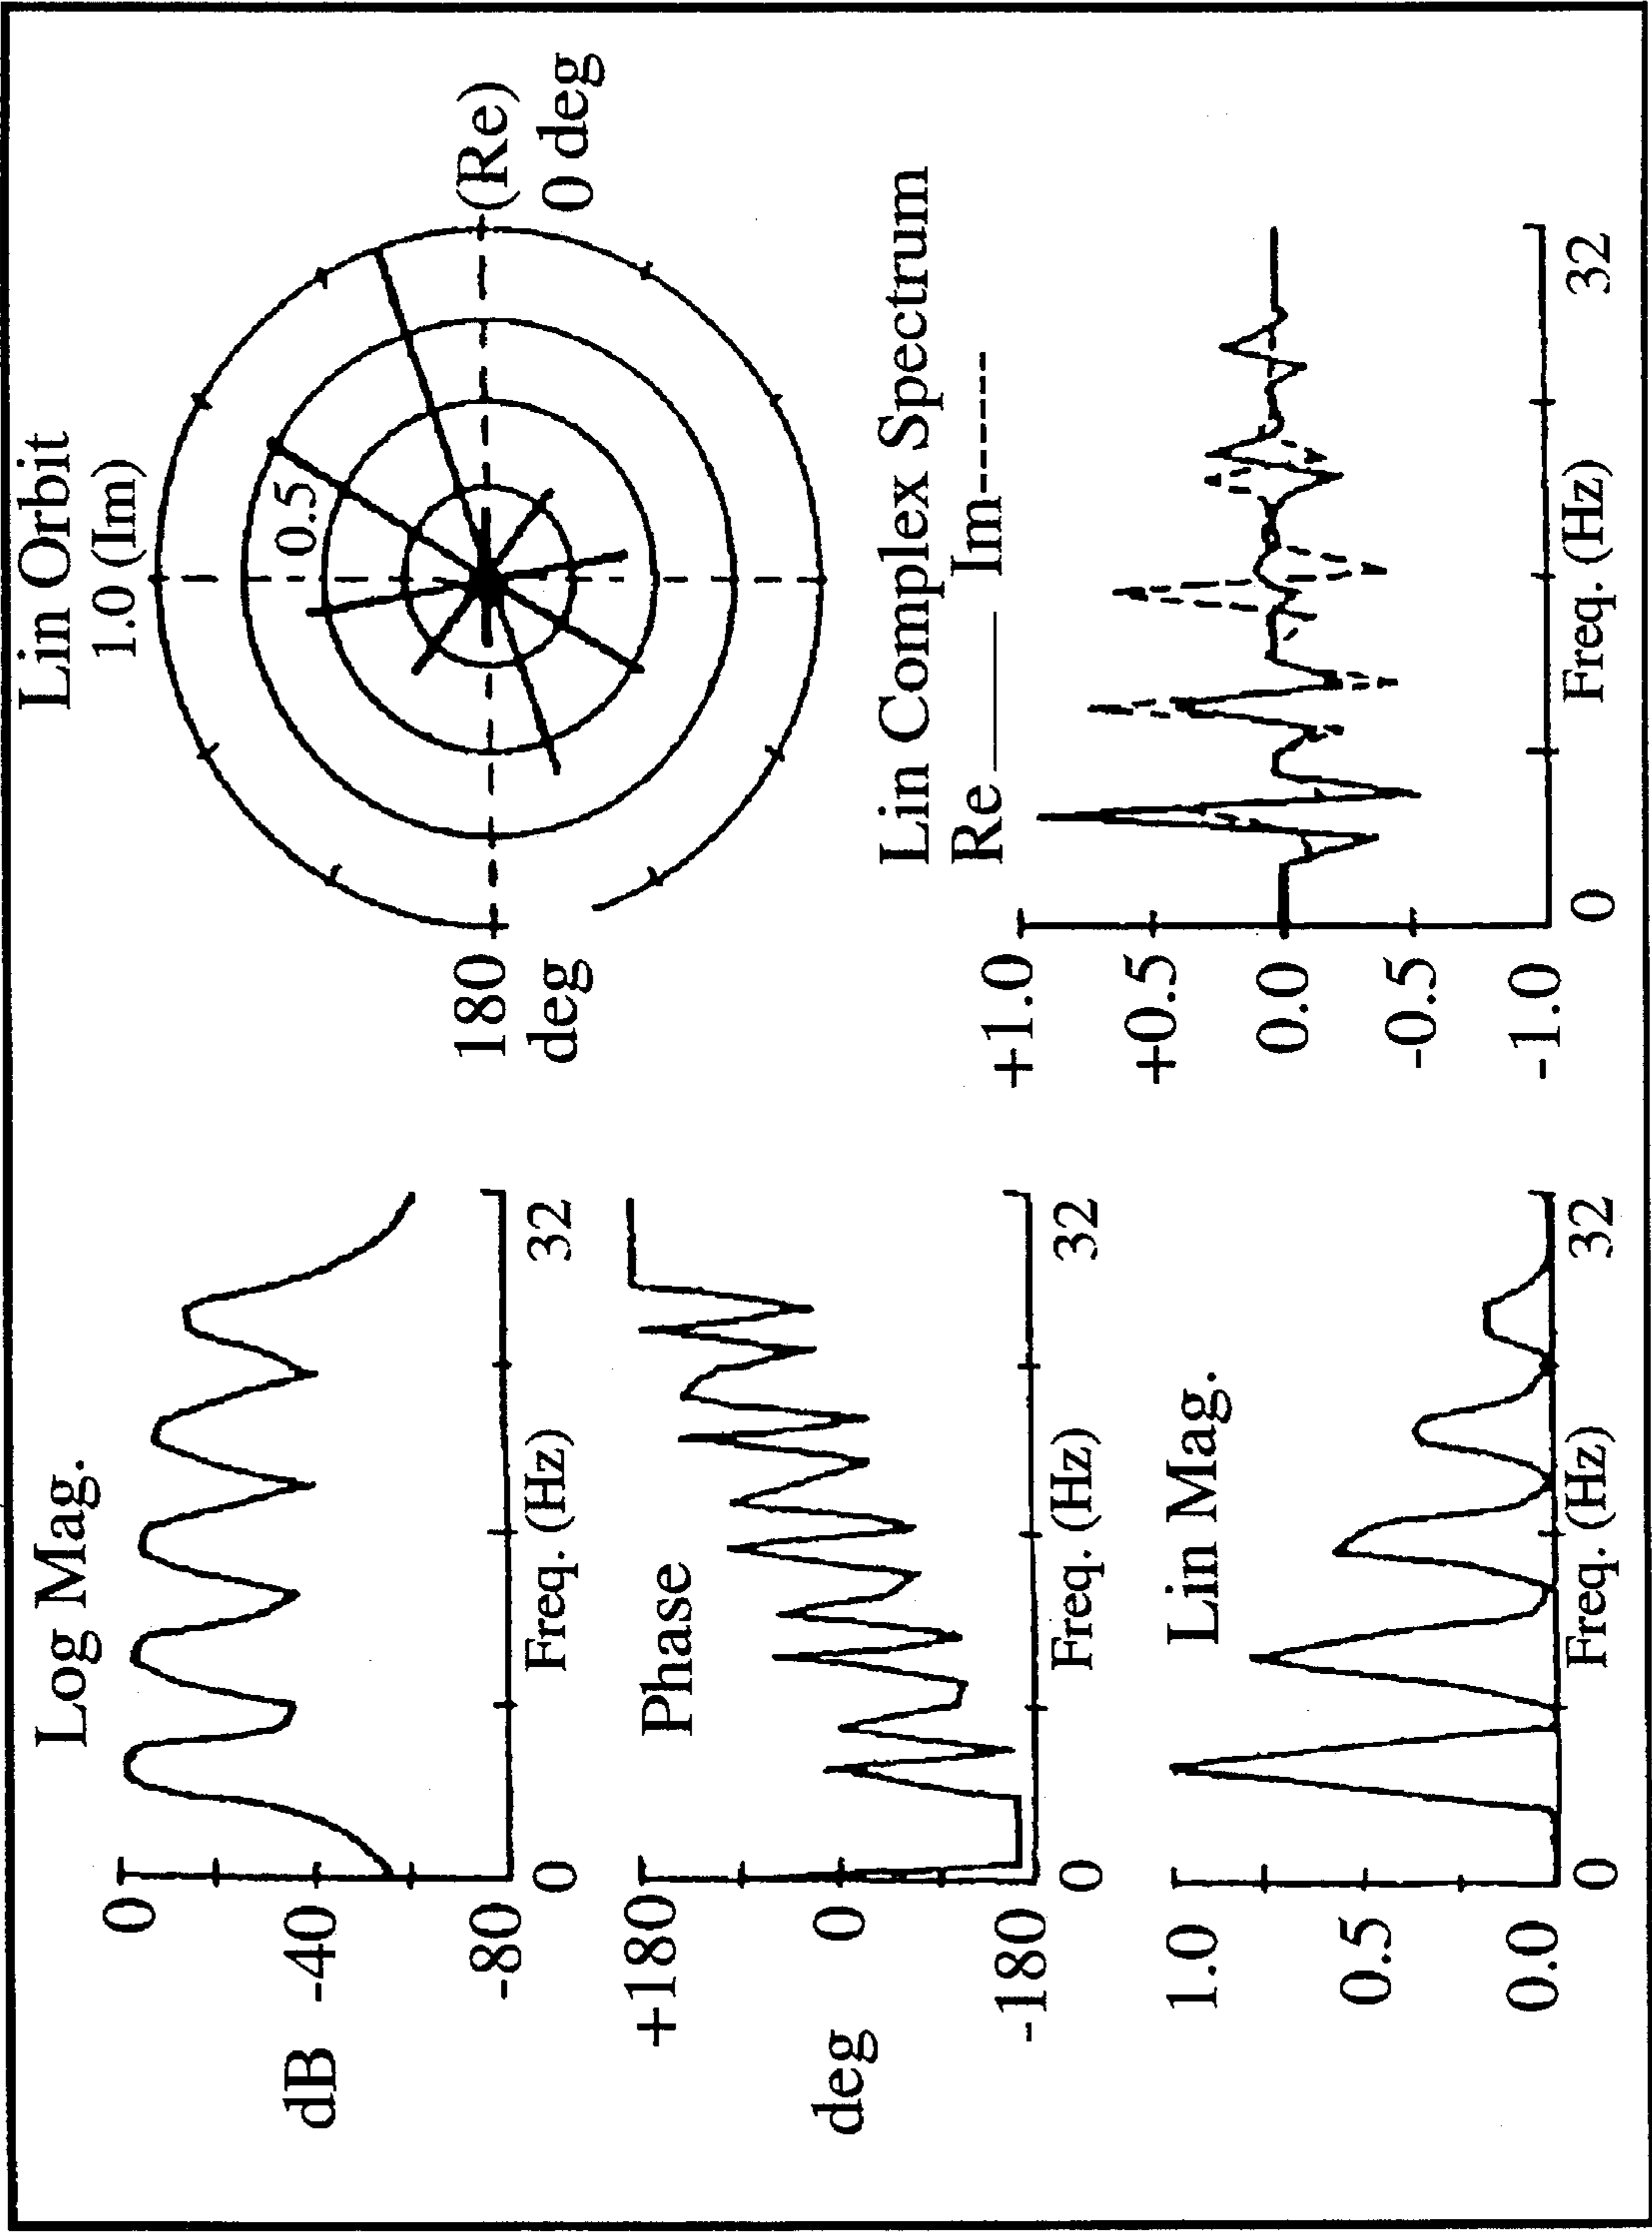 Log Mag.
dB
0
-40
-80
0
Freq. (Hz)
32
Phase
deg
+180
0
-180
0
Freq. (Hz)
32
Lin Mag.
1.0
0.5
0.0
0
Freq. (Hz)
32
Lin Orbit
1.0 (Im)
0.5
180
deg
(Re)
0 deg
Lin Complex Spectrum
Re —— Im------
+1.0
+0.5
0.0
-0.5
-1.0
0
Freq. (Hz)
32